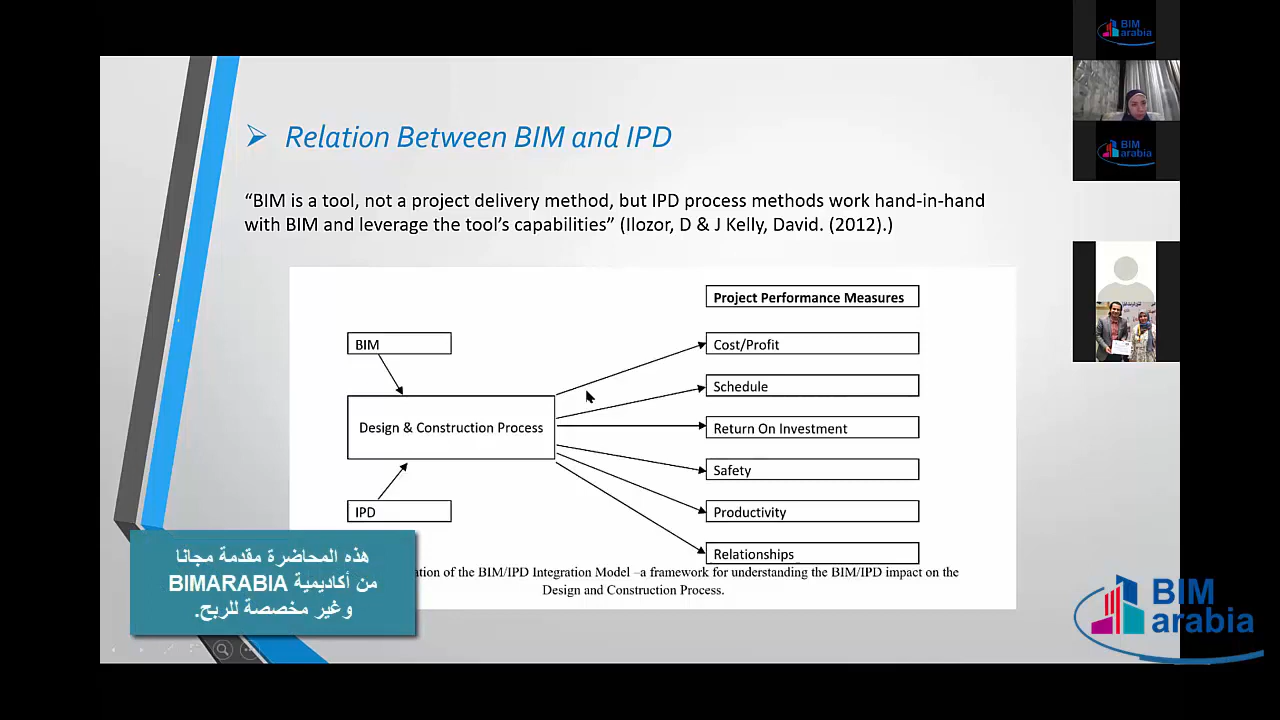 Relation Between BIM and IPD
“BIM is a tool, not a project delivery method, but IPD process methods work hand-in-hand
with BIM and leverage the tool’s capabilities” (Ilozor, D & J Kelly, David. (2012).)
Project Performance Measures
BIM
Cost/Profit
Schedule
Design & Construction Process
Return On Investment
Safety
IPD
Productivity
Relationships
of the BIM/IPD Integration Model –a framework for understanding the BIM/IPD impact on the
Design and Construction Process.
هذه المحاضرة مقدمة مجانا
من أكاديمية BIMARABIA
وغير مخصصة للربح.
BIM
arabia
BIM
arabia
BIM
arabia